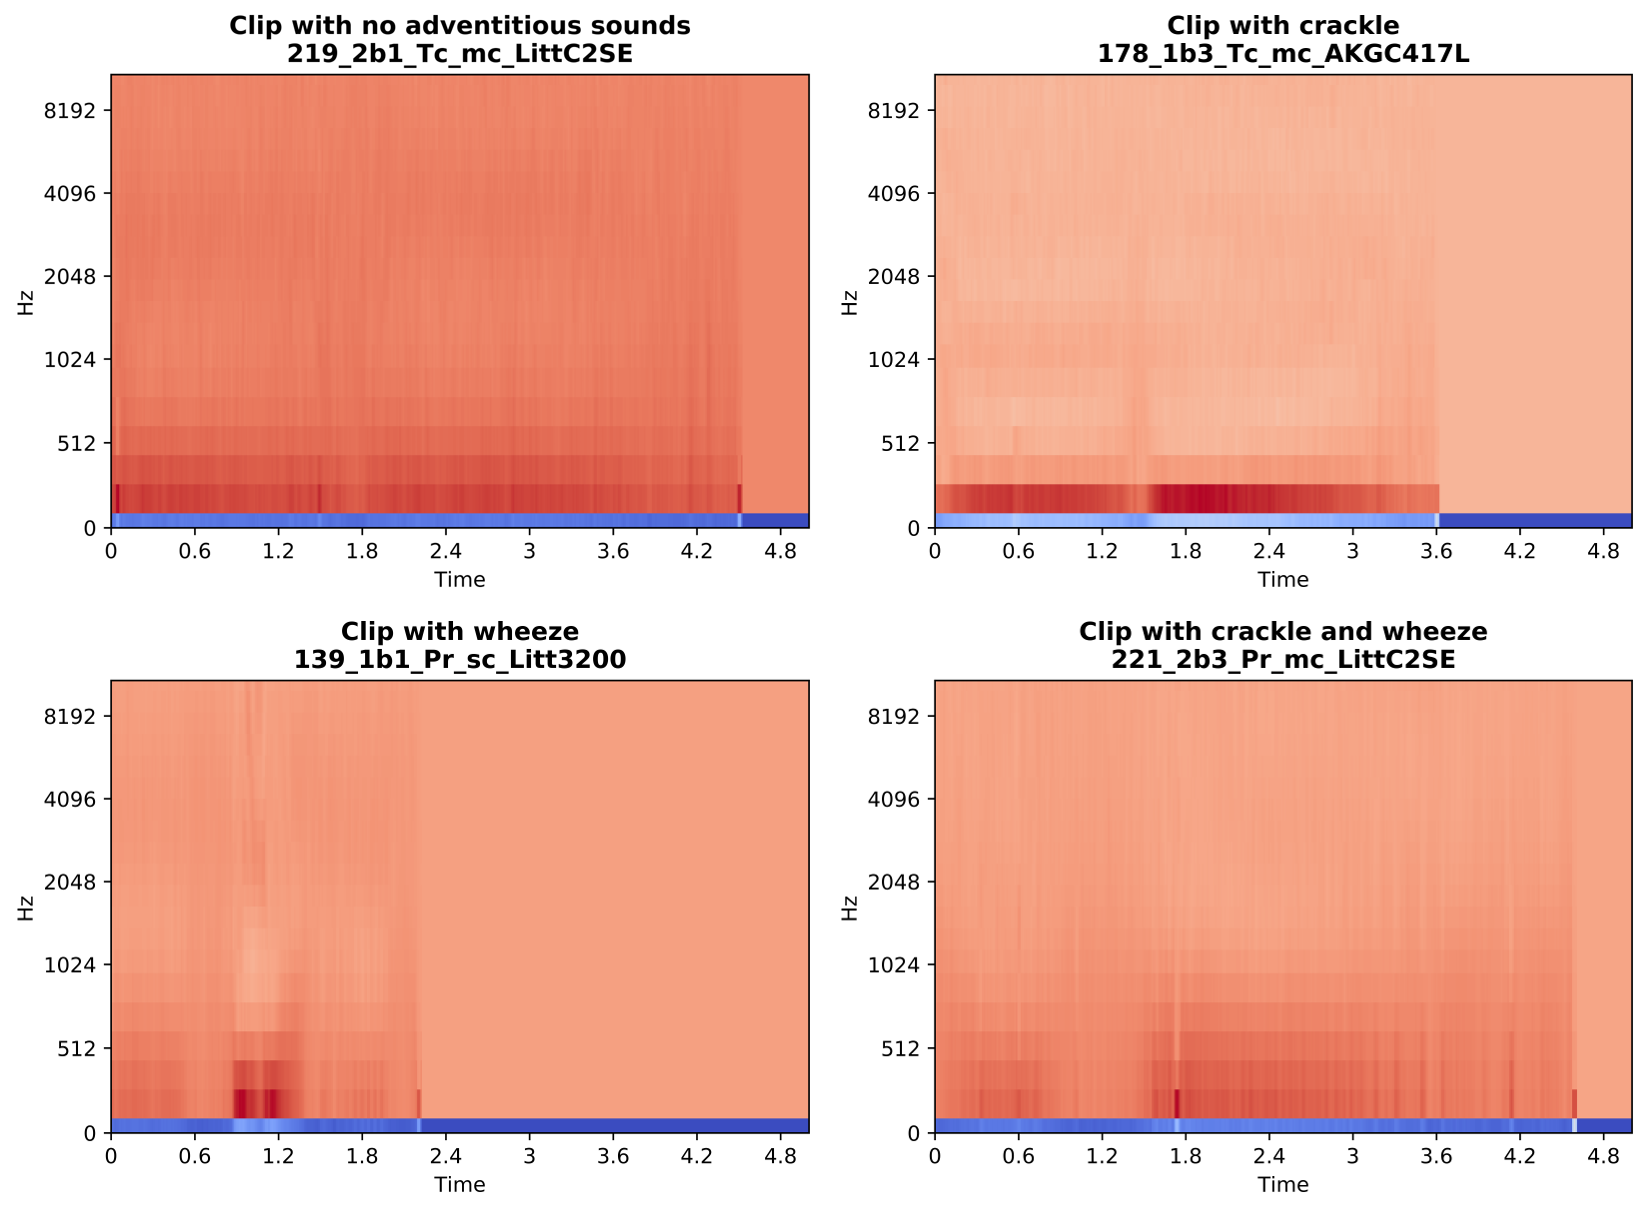 Clip with no adventitious sounds
219_2b1_Tc_mc_LittC2SE
8192
4096
2048
1024
512
0
Hz
0 0.6 1.2 1.8 2.4 3 3.6 4.2 4.8
Time
Clip with crackle
178_1b3_Tc_mc_AKGC417L
8192
4096
2048
1024
512
0
Hz
0 0.6 1.2 1.8 2.4 3 3.6 4.2 4.8
Time
Clip with wheeze
139_1b1_Pr_sc_Litt3200
8192
4096
2048
1024
512
0
Hz
0 0.6 1.2 1.8 2.4 3 3.6 4.2 4.8
Time
Clip with crackle and wheeze
221_2b3_Pr_mc_LittC2SE
8192
4096
2048
1024
512
0
Hz
0 0.6 1.2 1.8 2.4 3 3.6 4.2 4.8
Time